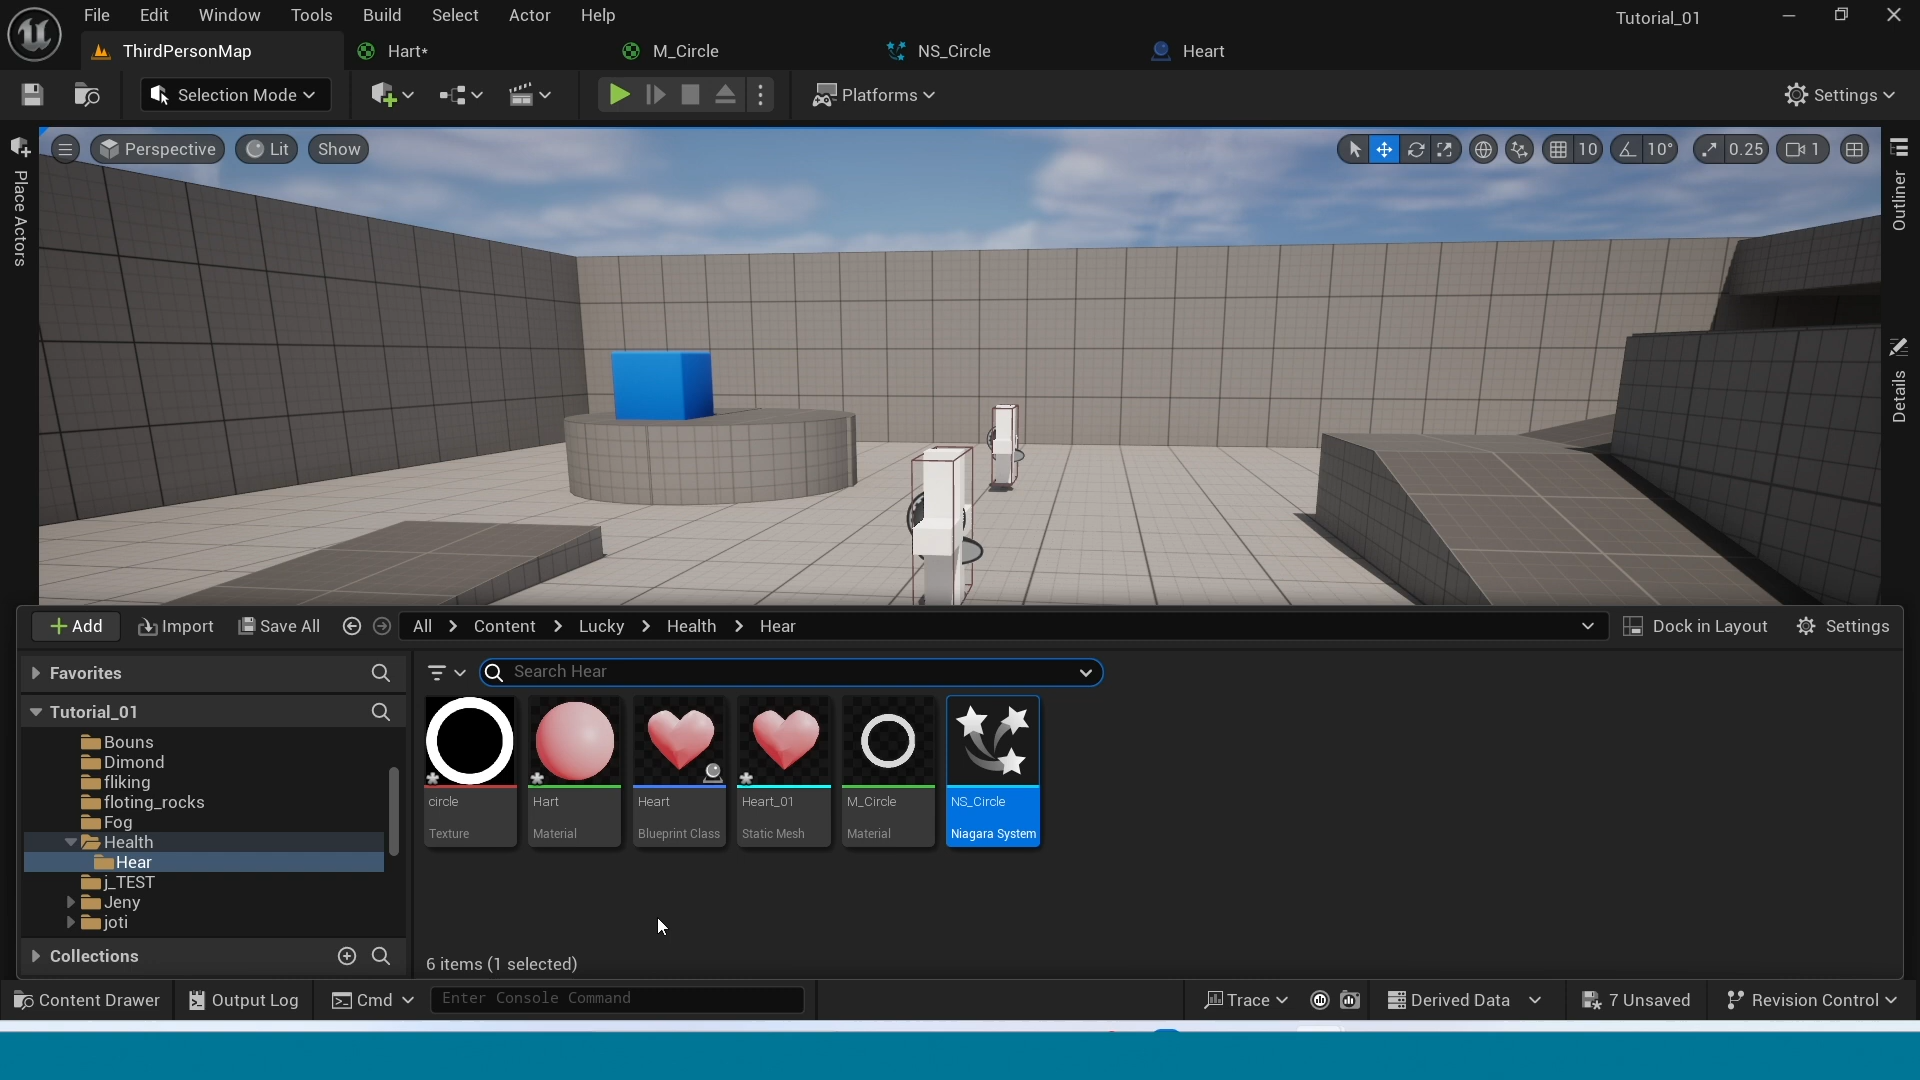 File Edit Window Tools Build Select Actor Help Tutorial_01
ThirdPersonMap Hart* M_Circle NS_Circle Heart
Selection Mode Platforms Settings
Perspective Lit Show 10 10° 0.25 1
Place Actors
Outliner
Details
Add Import Save All All Content Lucky Health Hear Dock in Layout Settings
Favorites Search Hear
Tutorial_01
Bouns
Dimond
fliking
floting_rocks
Fog
Health
Hear
j_TEST
Jeny
joti
Collections
circle Hart Heart Heart_01 M_Circle NS_Circle
Texture Material Blueprint Class Static Mesh Material Niagara System
6 items (1 selected)
Content Drawer Output Log Cmd Enter Console Command Trace Derived Data 7 Unsaved Revision Control